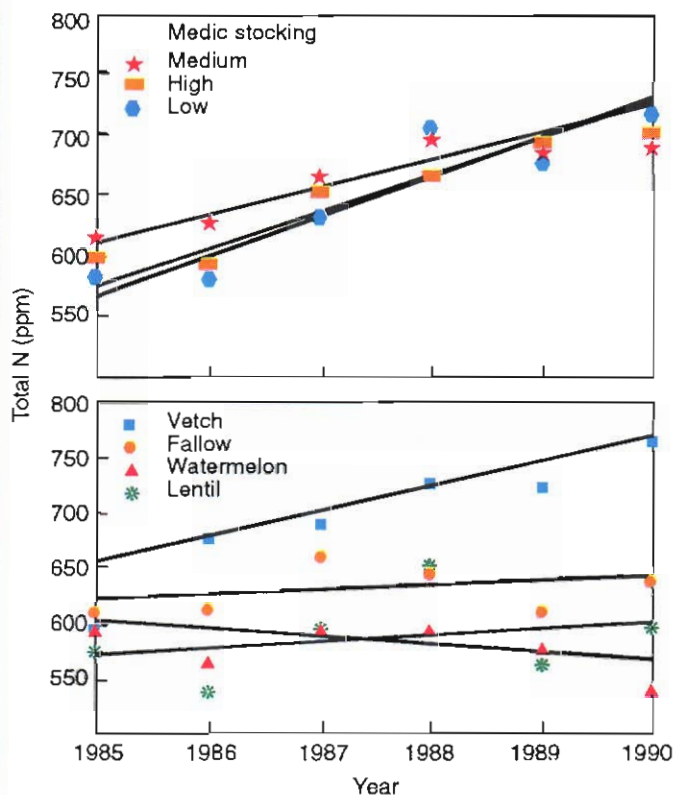 800
Medic stocking
Medium
750
High
Low
700
650
600
550
Total N (ppm)
800
Vetch
Fallow
750
Watermelon
Lentil
700
650
600
550
1985 1986 1987 1988 1989 1990
Year